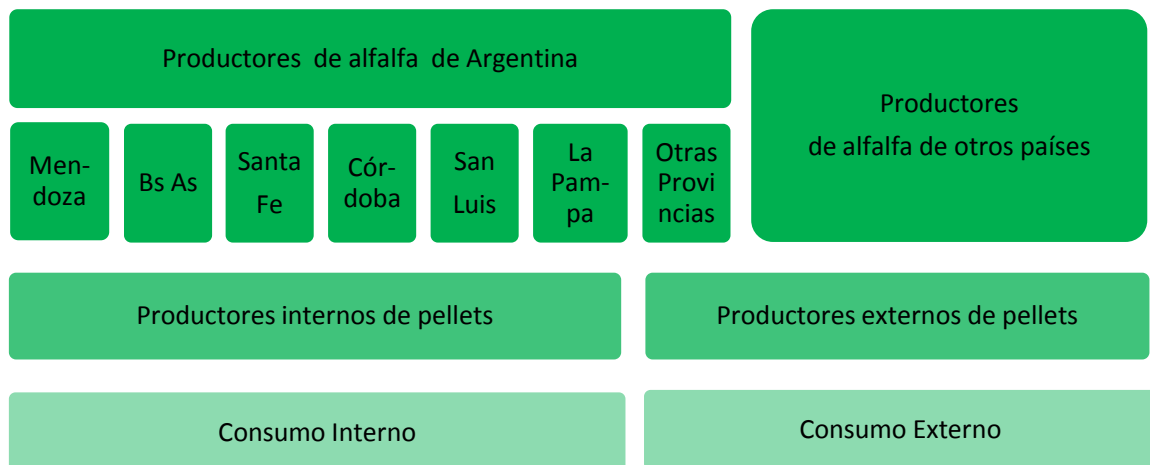 Productores de alfalfa de Argentina
Productores
de alfalfa de otros países
Men-
doza
Bs As
Santa
Fe
Cór-
doba
San
Luis
La
Pam-
pa
Otras
Provi
ncias
Productores internos de pellets
Productores externos de pellets
Consumo Interno
Consumo Externo